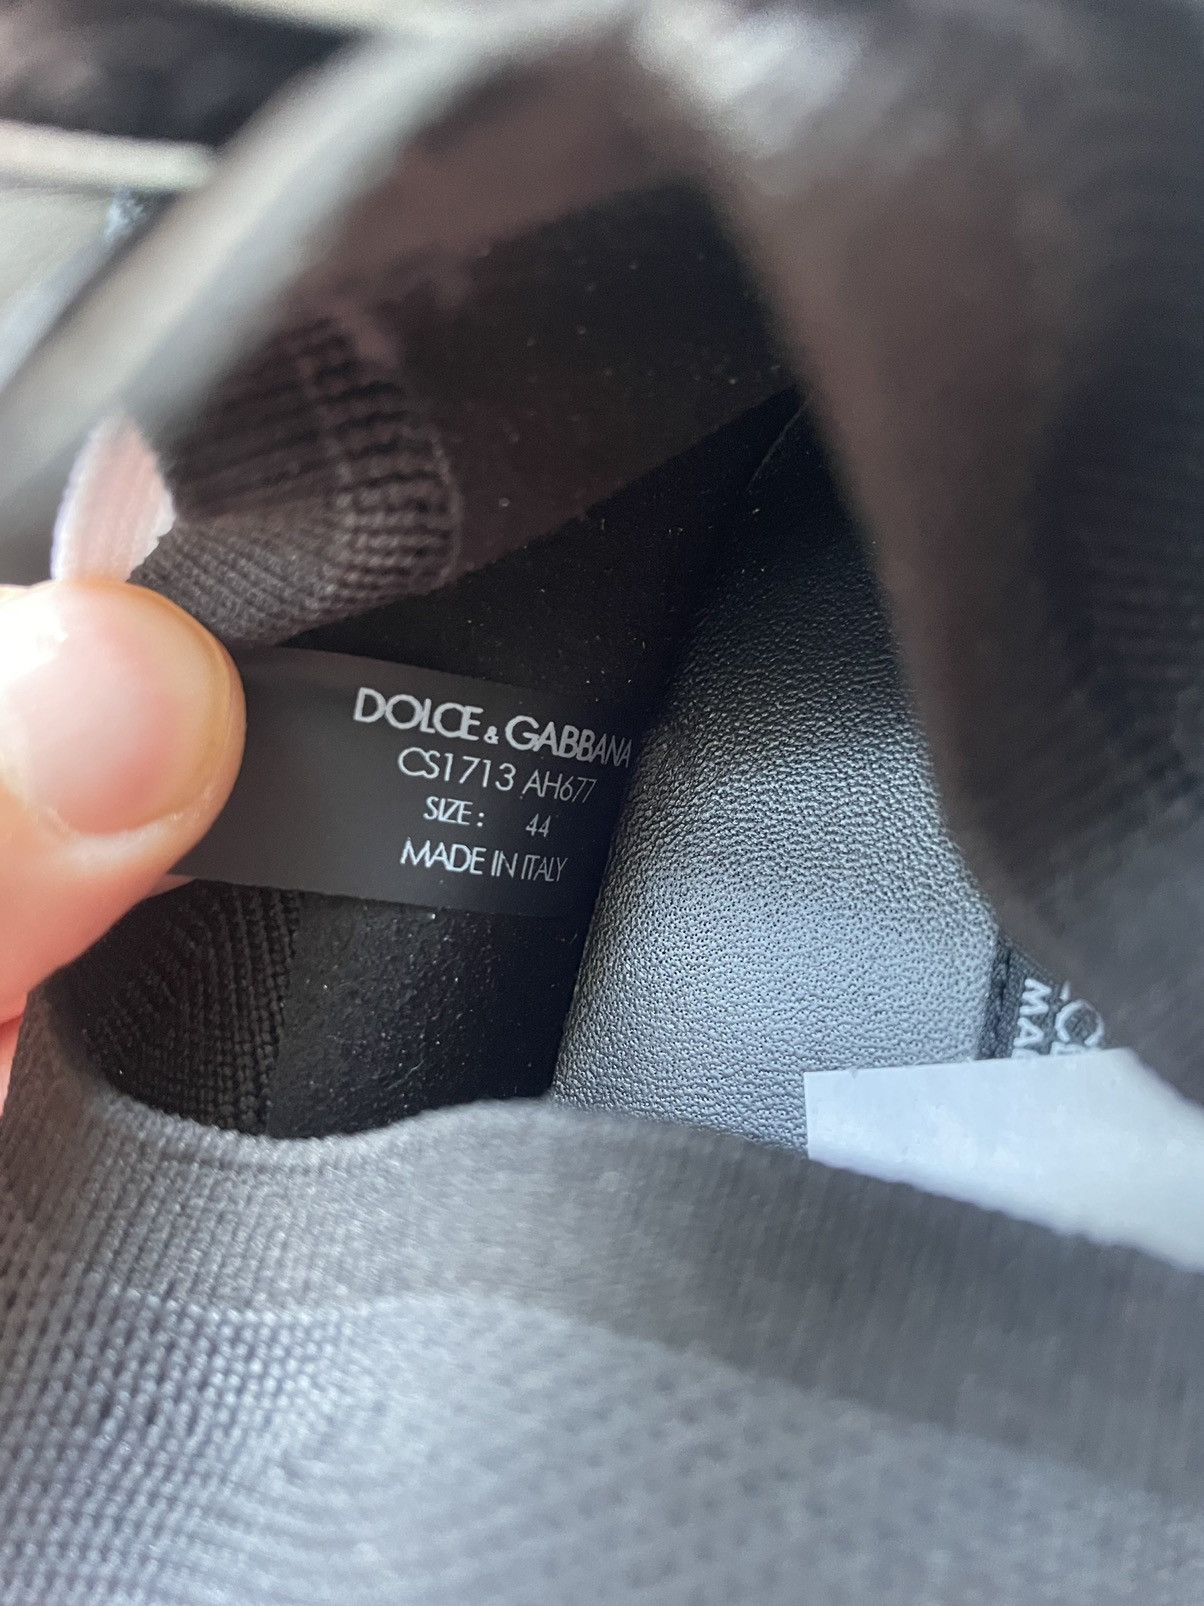 DOLCE & GABBANA
CS1713 AH677
SIZE: 44
MADE IN ITALY